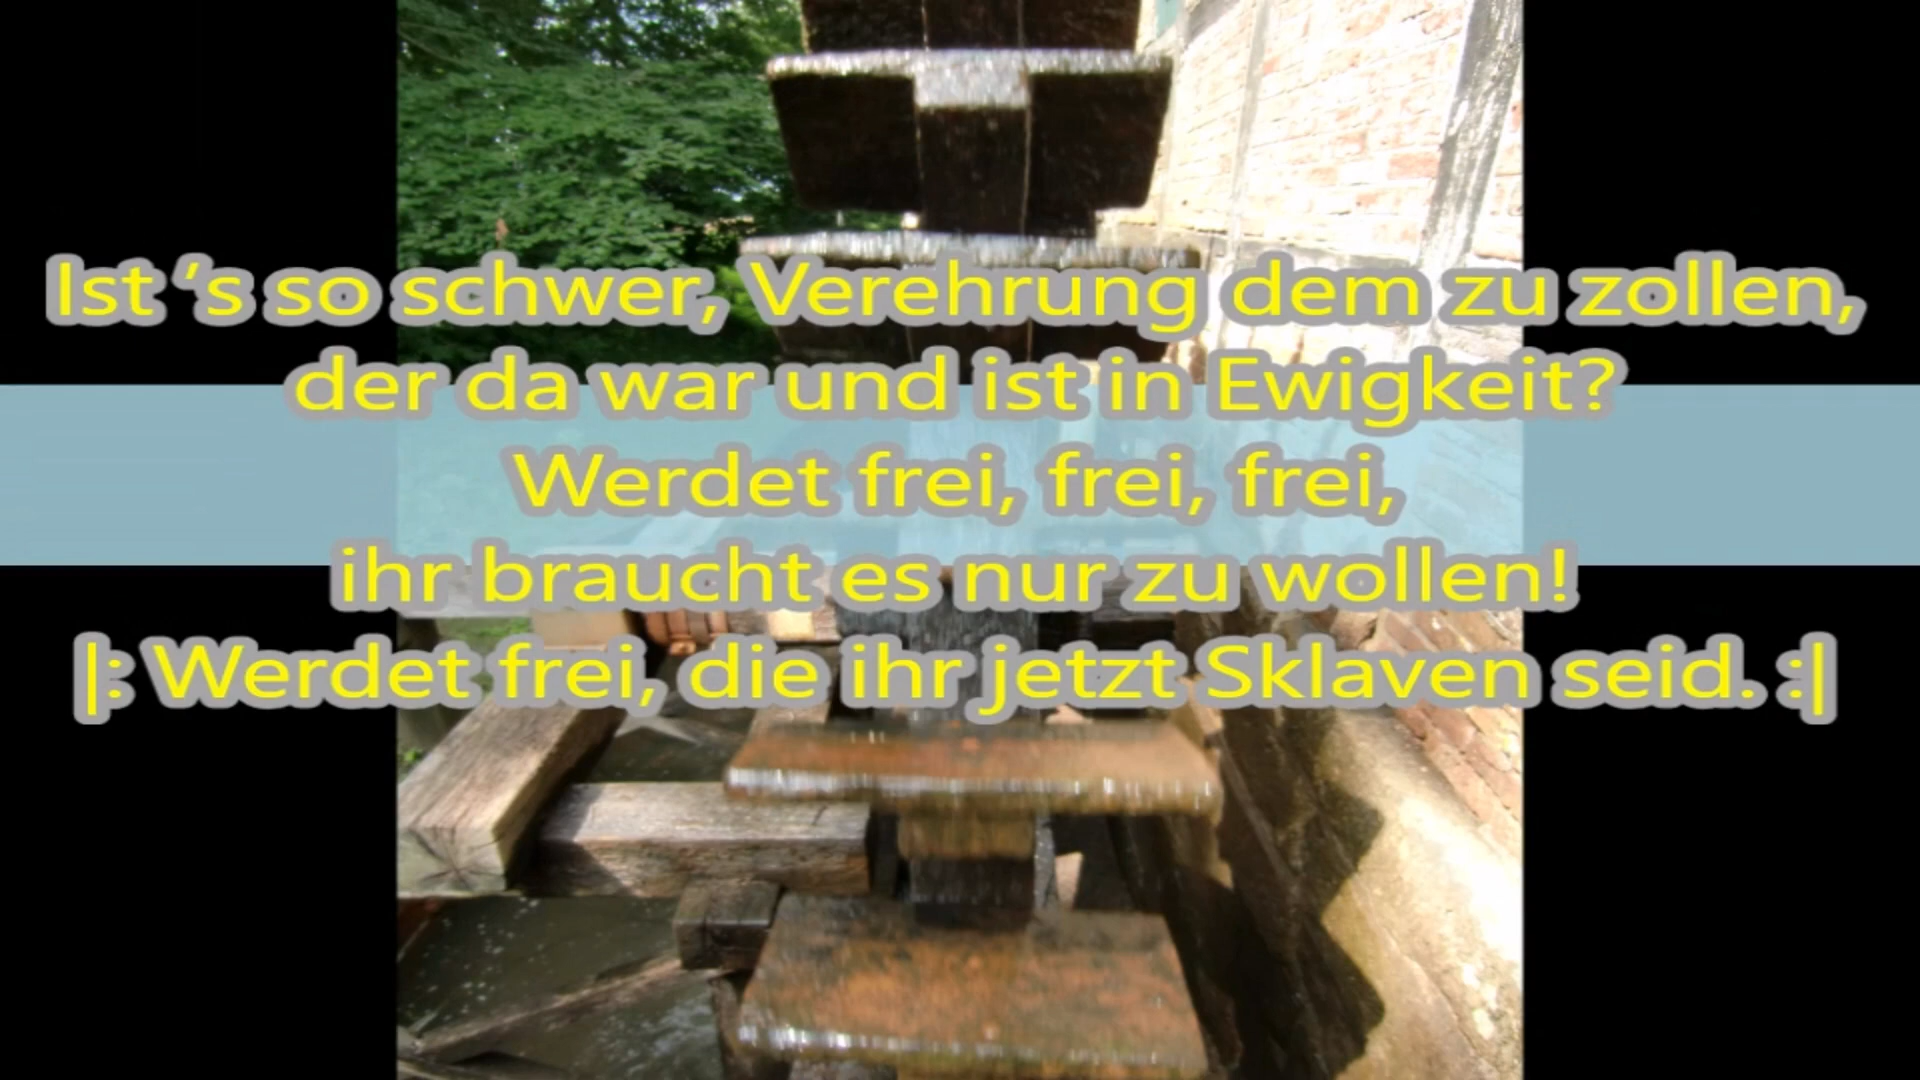 Ist ’s so schwer, Verehrung dem zu zollen,
der da war und ist in Ewigkeit?
Werdet frei, frei, frei,
ihr braucht es nur zu wollen!
|: Werdet frei, die ihr jetzt Sklaven seid. :|